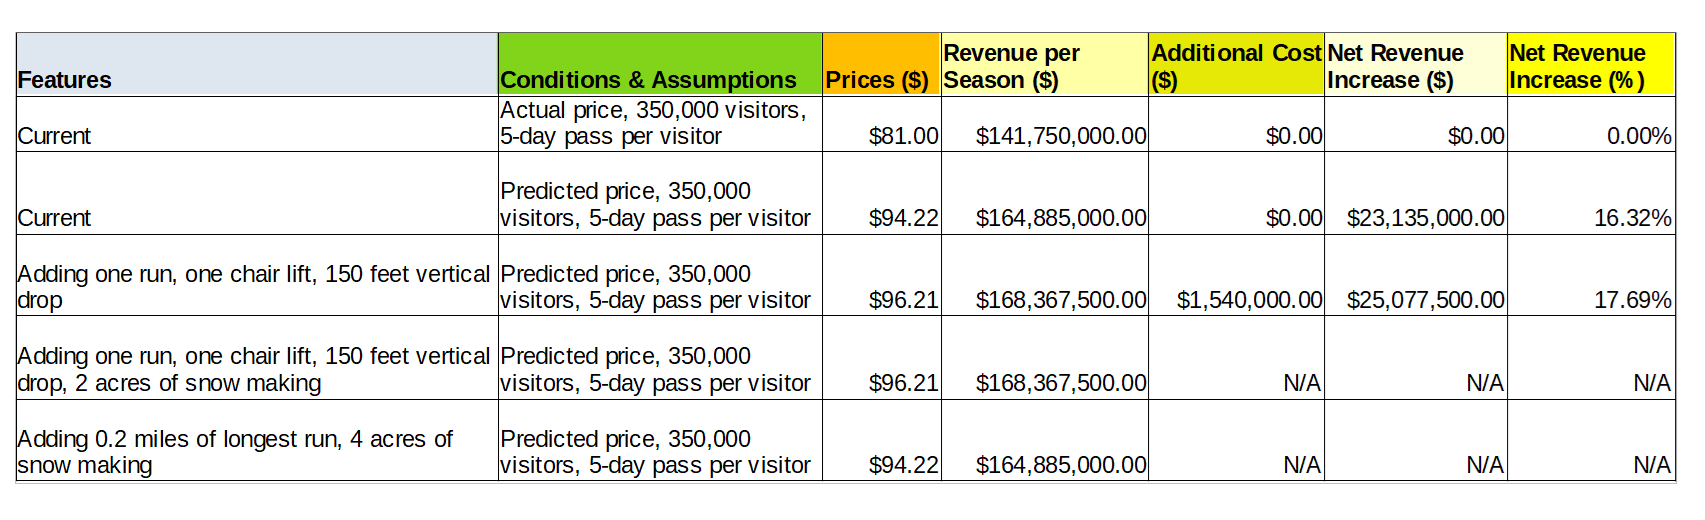 Features
Conditions & Assumptions
Prices ($)
Revenue per
Season ($)
Additional Cost
($)
Net Revenue
Increase ($)
Net Revenue
Increase (%)
Current
Actual price, 350,000 visitors,
5-day pass per visitor
$81.00
$141,750,000.00
$0.00
$0.00
0.00%
Current
Predicted price, 350,000
visitors, 5-day pass per visitor
$94.22
$164,885,000.00
$0.00
$23,135,000.00
16.32%
Adding one run, one chair lift, 150 feet vertical
drop
Predicted price, 350,000
visitors, 5-day pass per visitor
$96.21
$168,367,500.00
$1,540,000.00
$25,077,500.00
17.69%
Adding one run, one chair lift, 150 feet vertical
drop, 2 acres of snow making
Predicted price, 350,000
visitors, 5-day pass per visitor
$96.21
$168,367,500.00
N/A
N/A
N/A
Adding 0.2 miles of longest run, 4 acres of
snow making
Predicted price, 350,000
visitors, 5-day pass per visitor
$94.22
$164,885,000.00
N/A
N/A
N/A